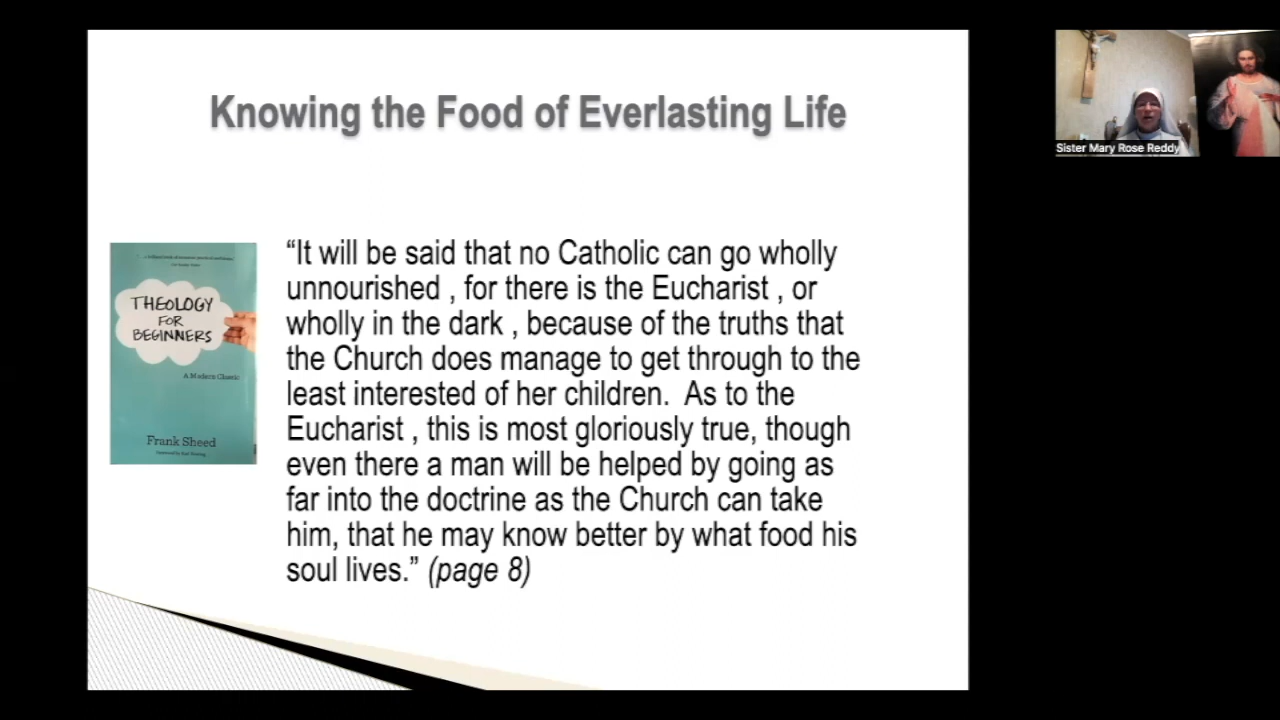 Knowing the Food of Everlasting Life
“It will be said that no Catholic can go wholly
unnourished , for there is the Eucharist , or
wholly in the dark , because of the truths that
the Church does manage to get through to the
least interested of her children. As to the
Eucharist , this is most gloriously true, though
even there a man will be helped by going as
far into the doctrine as the Church can take
him, that he may know better by what food his
soul lives.” (page 8)
THEOLOGY
FOR
BEGINNERS
A Modern Classic
Frank Sheed
Sister Mary Rose Reddy